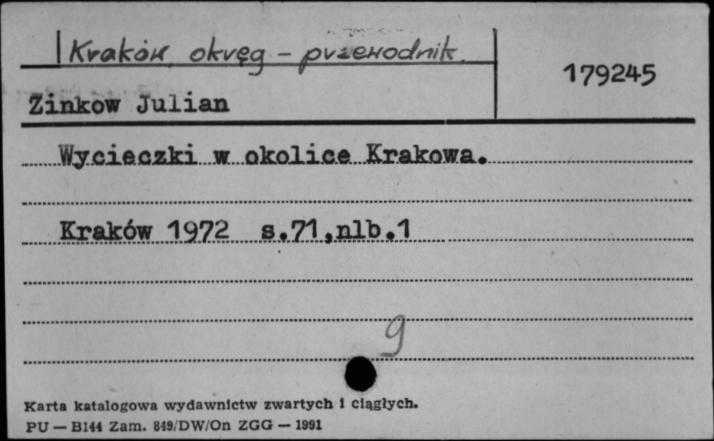 Kraków, okręg - przewodnik.
179245
Zinkow Julian
Wycieczki w okolice Krakowa.
Kraków 1972 s.71,nlb.1
9
Karta katalogowa wydawnictw zwartych i ciągłych.
PU — B144 Zam. 849/DW/On ZGG — 1991